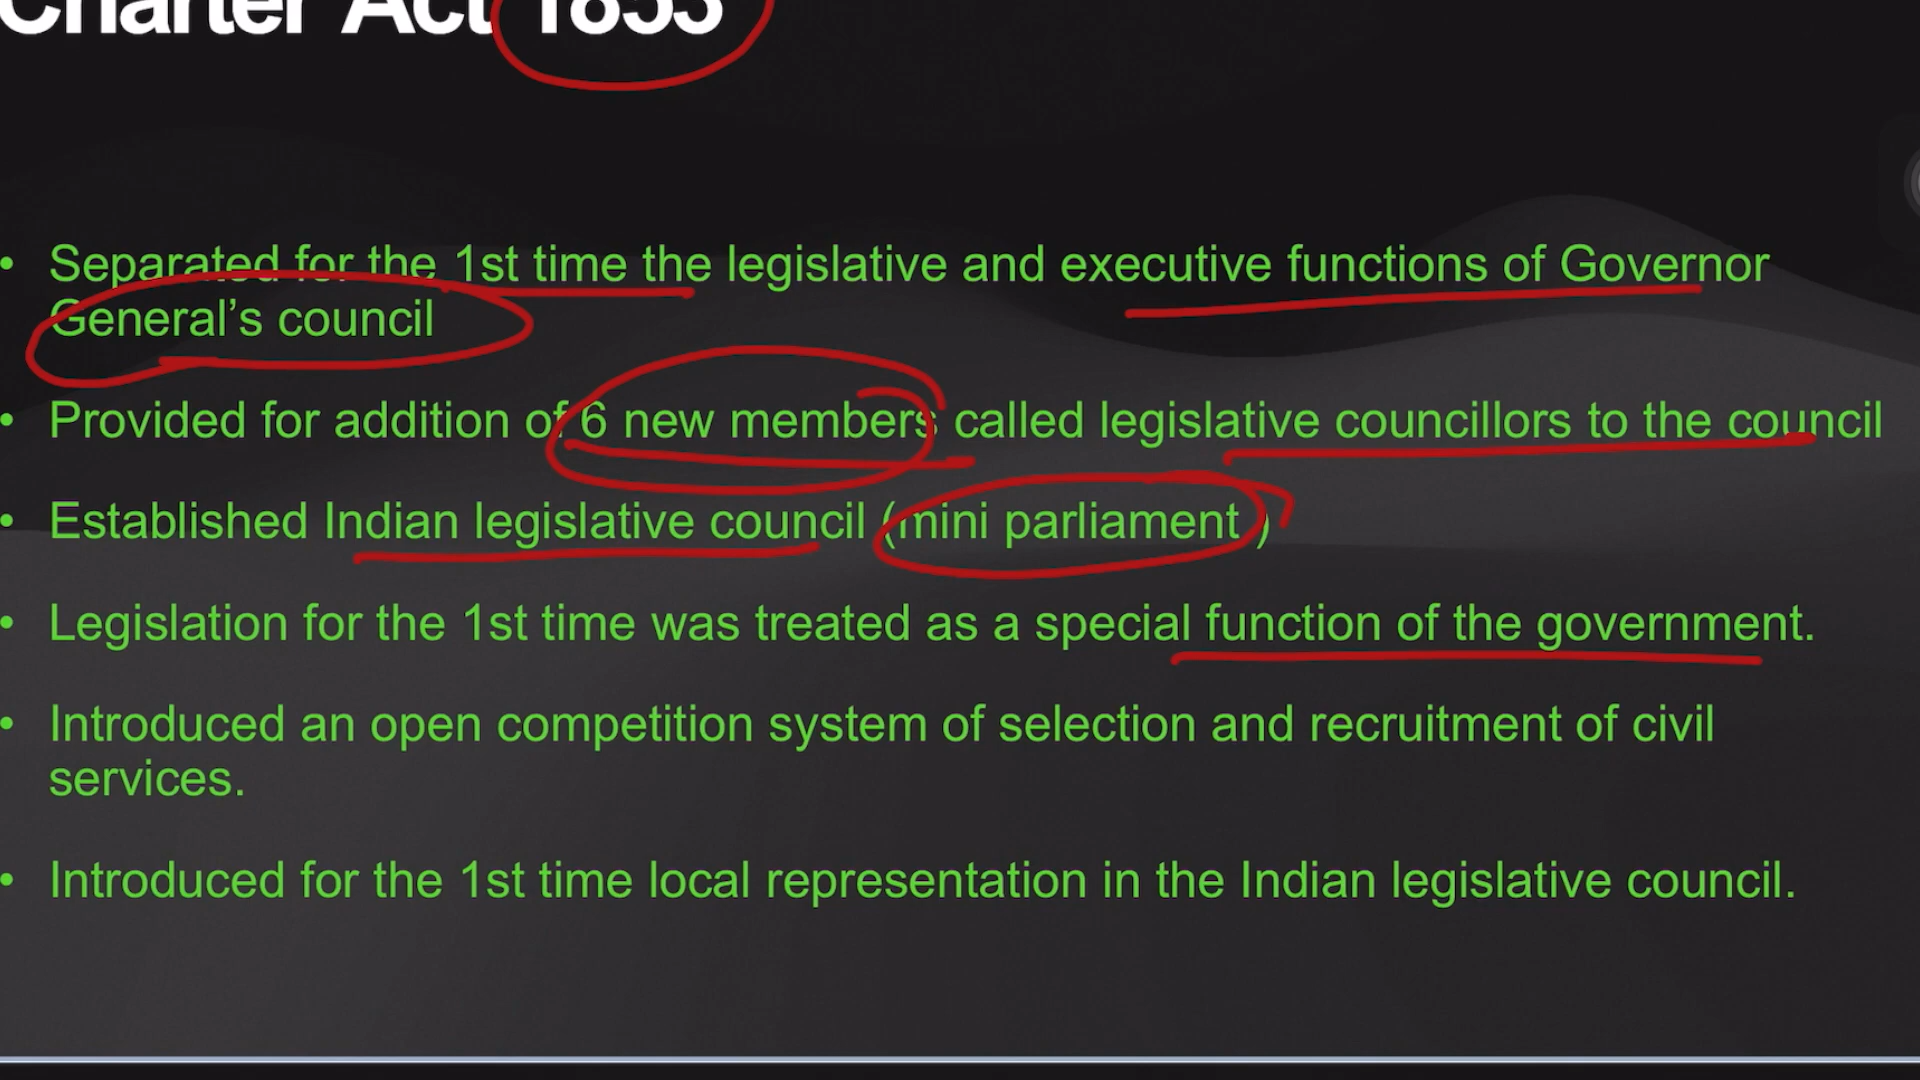 Charter Act 1853
• Separated for the 1st time the legislative and executive functions of Governor
General’s council
• Provided for addition of 6 new members called legislative councillors to the council
• Established Indian legislative council (mini parliament )
• Legislation for the 1st time was treated as a special function of the government.
• Introduced an open competition system of selection and recruitment of civil
services.
• Introduced for the 1st time local representation in the Indian legislative council.